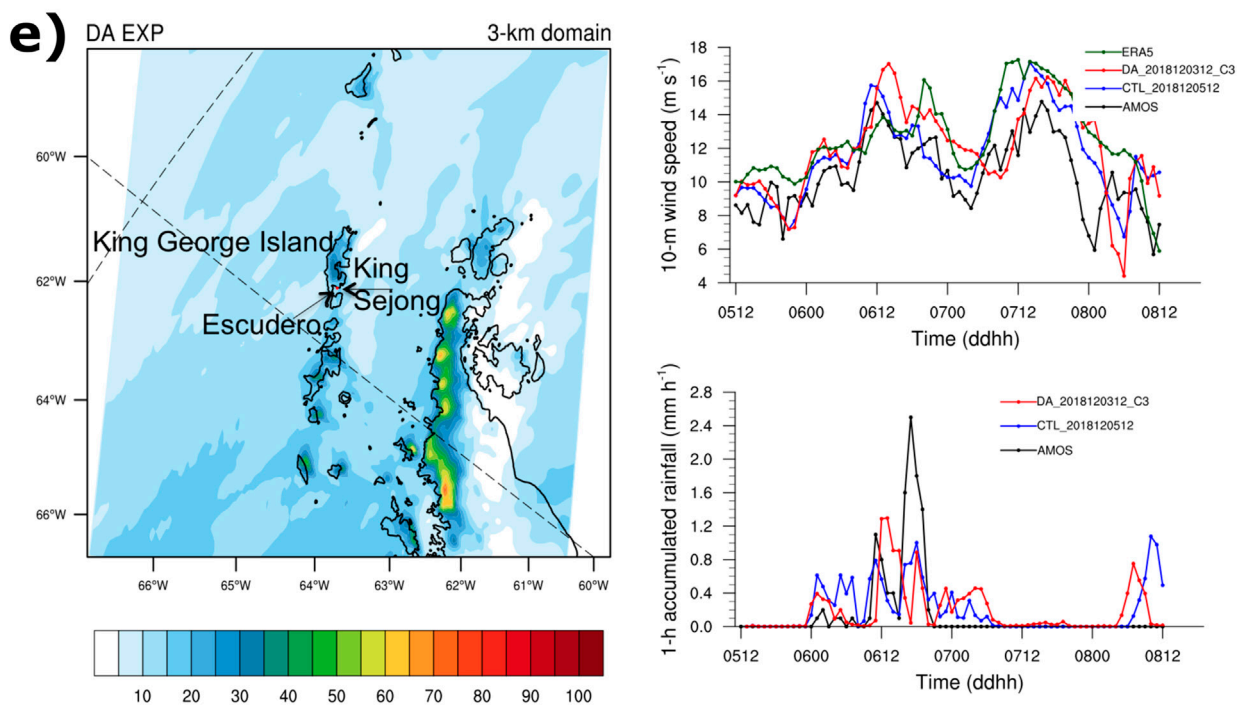 e)
DA EXP
3-km domain
60°W
62°W
64°W
66°W
King George Island
King
Sejong
Escudero
66°W 65°W 64°W 63°W 62°W 61°W 60°W
10 20 30 40 50 60 70 80 90 100
10-m wind speed (m s⁻¹)
18
16
14
12
10
8
6
4
ERA5
DA_2018120312_C3
CTL_2018120512
AMOS
0512 0600 0612 0700 0712 0800 0812
Time (ddhh)
1-h accumulated rainfall (mm h⁻¹)
2.8
2.4
2.0
1.6
1.2
0.8
0.4
0.0
DA_2018120312_C3
CTL_2018120512
AMOS
0512 0600 0612 0700 0712 0800 0812
Time (ddhh)